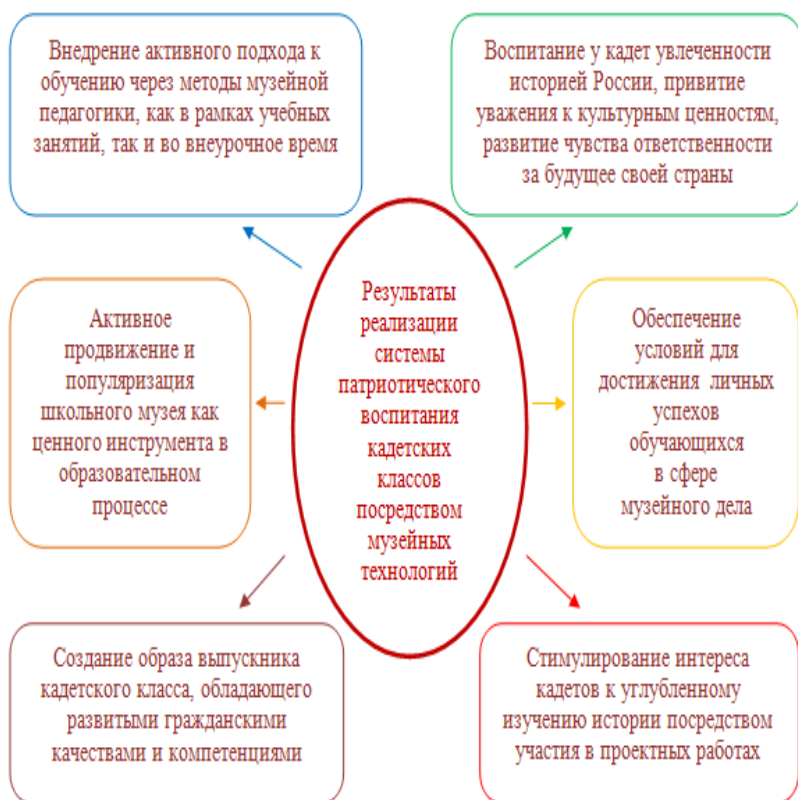 Внедрение активного подхода к
обучению через методы музейной
педагогики, как в рамках учебных
занятий, так и во внеурочное время
Воспитание у кадет увлеченности
историей России, привитие
уважения к культурным ценностям,
развитие чувства ответственности
за будущее своей страны
Активное
продвижение и
популяризация
школьного музея как
ценного инструмента в
образовательном
процессе
Результаты
реализации
системы
патриотического
воспитания
кадетских
классов
посредством
музейных
технологий
Обеспечение
условий для
достижения личных
успехов
обучающихся
в сфере
музейного дела
Создание образа выпускника
кадетского класса, обладающего
развитыми гражданскими
качествами и компетенциями
Стимулирование интереса
кадетов к углубленному
изучению истории посредством
участия в проектных работах